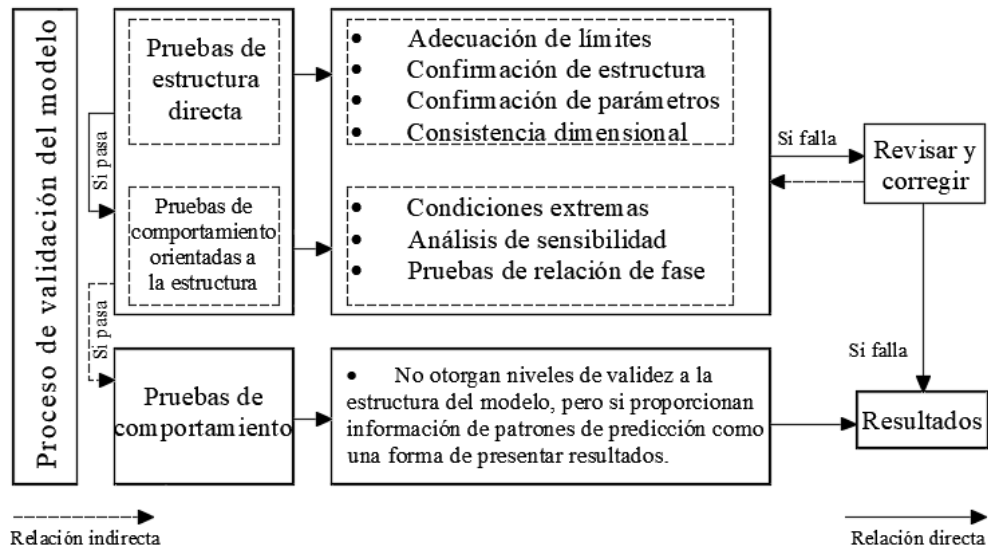 Proceso de validación del modelo
Pruebas de
estructura
directa
• Adecuación de límites
• Confirmación de estructura
• Confirmación de parámetros
• Consistencia dimensional
Si pasa
Si falla
Revisar y
corregir
Pruebas de
comportamiento
orientadas a
la estructura
• Condiciones extremas
• Análisis de sensibilidad
• Pruebas de relación de fase
Si pasa
Si falla
Pruebas de
comportamiento
• No otorgan niveles de validez a la
estructura del modelo, pero si proporcionan
información de patrones de predicción como
una forma de presentar resultados.
Resultados
Relación indirecta
Relación directa